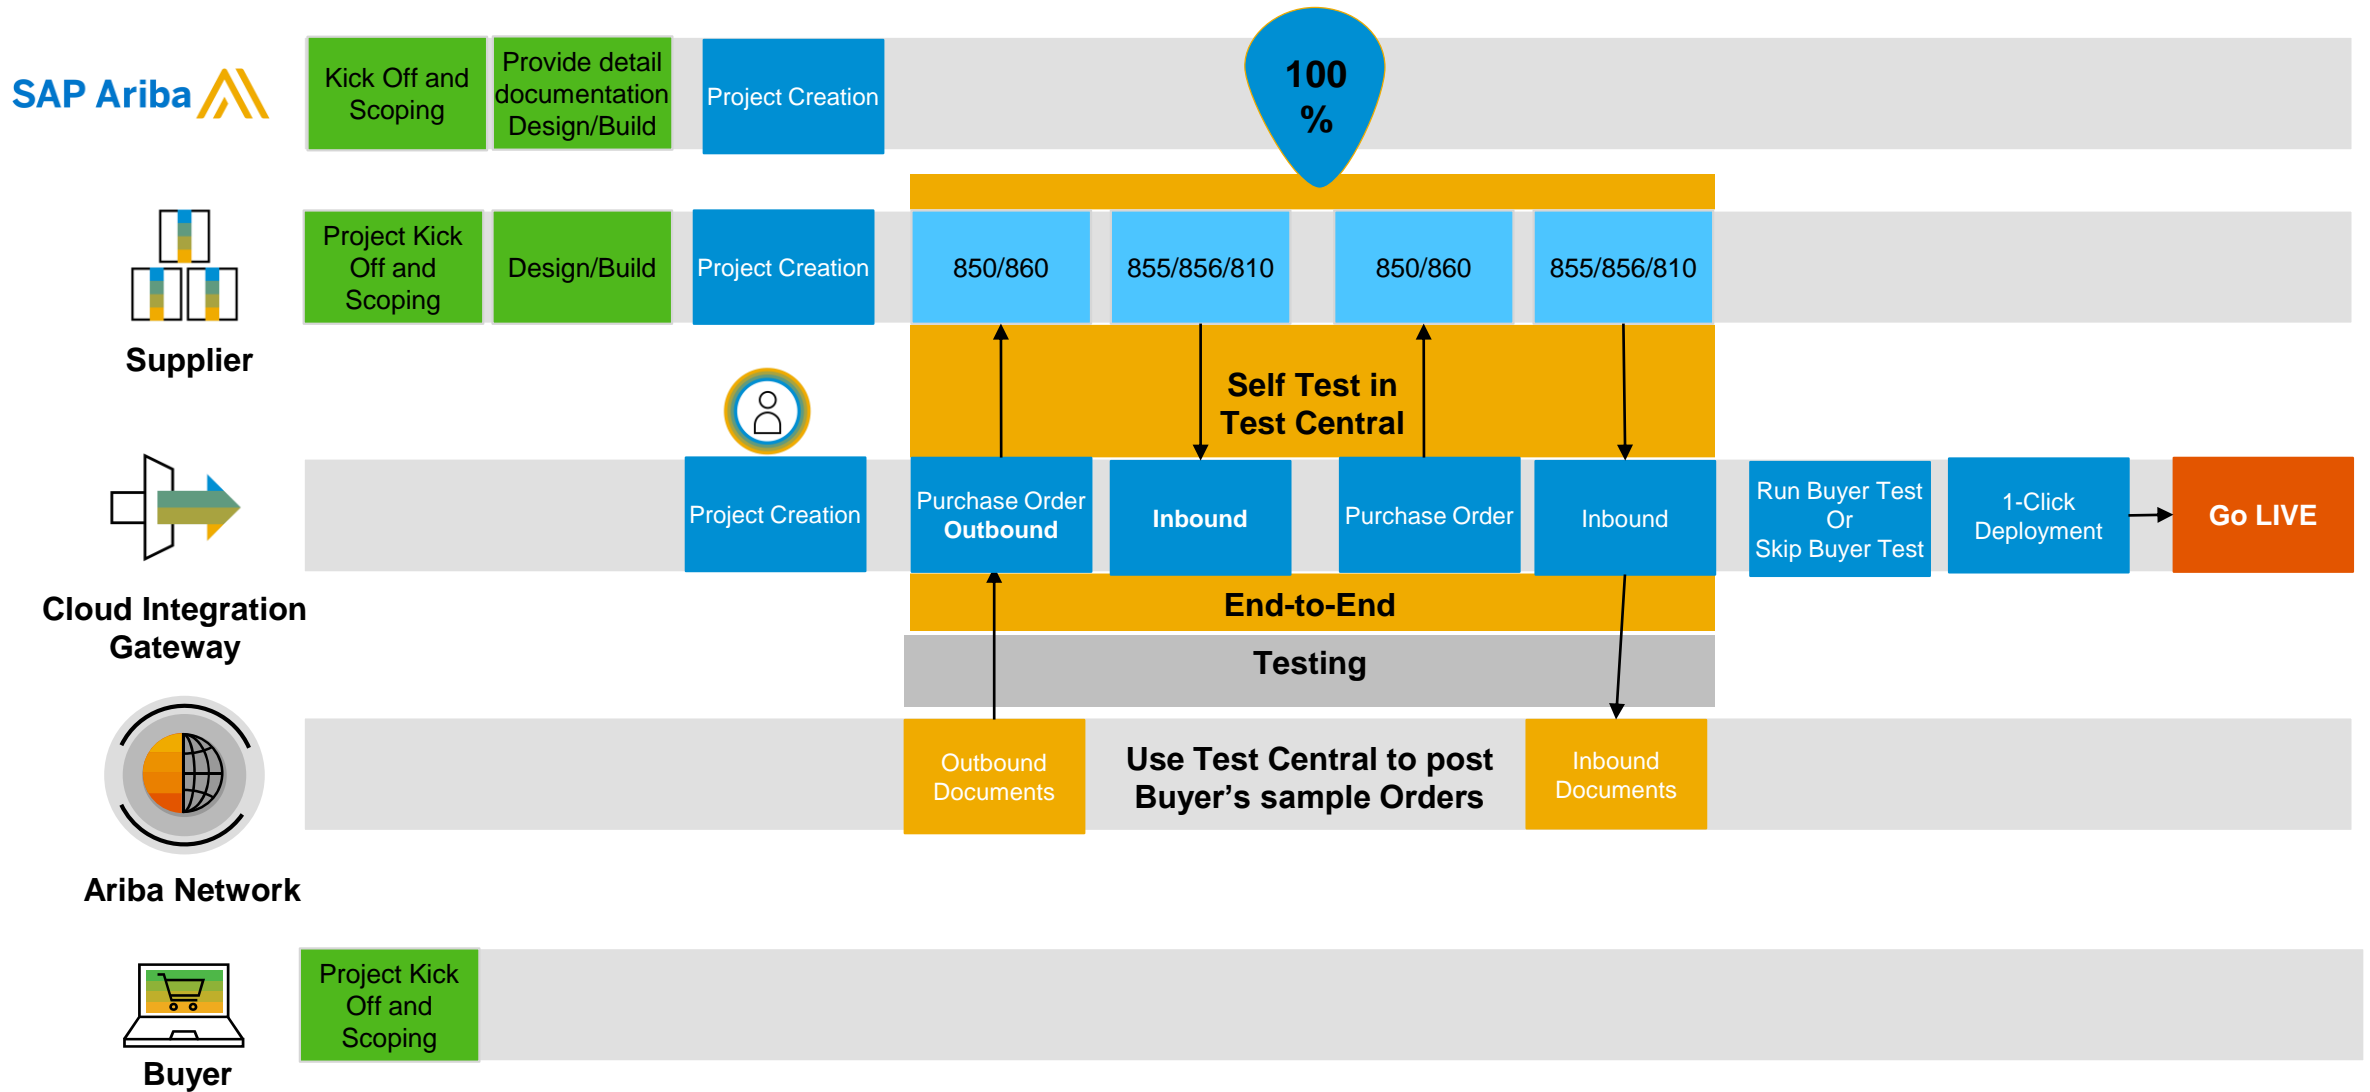 SAP Ariba
Kick Off and
Scoping
Provide detail
documentation
Design/Build
Project Creation
100
%
Supplier
Project Kick
Off and
Scoping
Design/Build
Project Creation
850/860
855/856/810
850/860
855/856/810
Self Test in
Test Central
Cloud Integration
Gateway
Project Creation
Purchase Order
Outbound
Inbound
Purchase Order
Inbound
Run Buyer Test
Or
Skip Buyer Test
1-Click
Deployment
Go LIVE
End-to-End
Testing
Ariba Network
Outbound
Documents
Use Test Central to post
Buyer’s sample Orders
Inbound
Documents
Buyer
Project Kick
Off and
Scoping